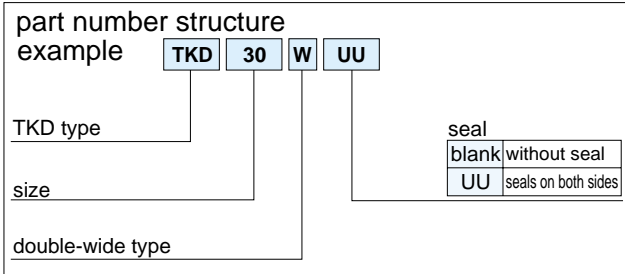 part number structure
example TKD 30 W UU
TKD type
seal
blank without seal
UU seals on both sides
size
double-wide type